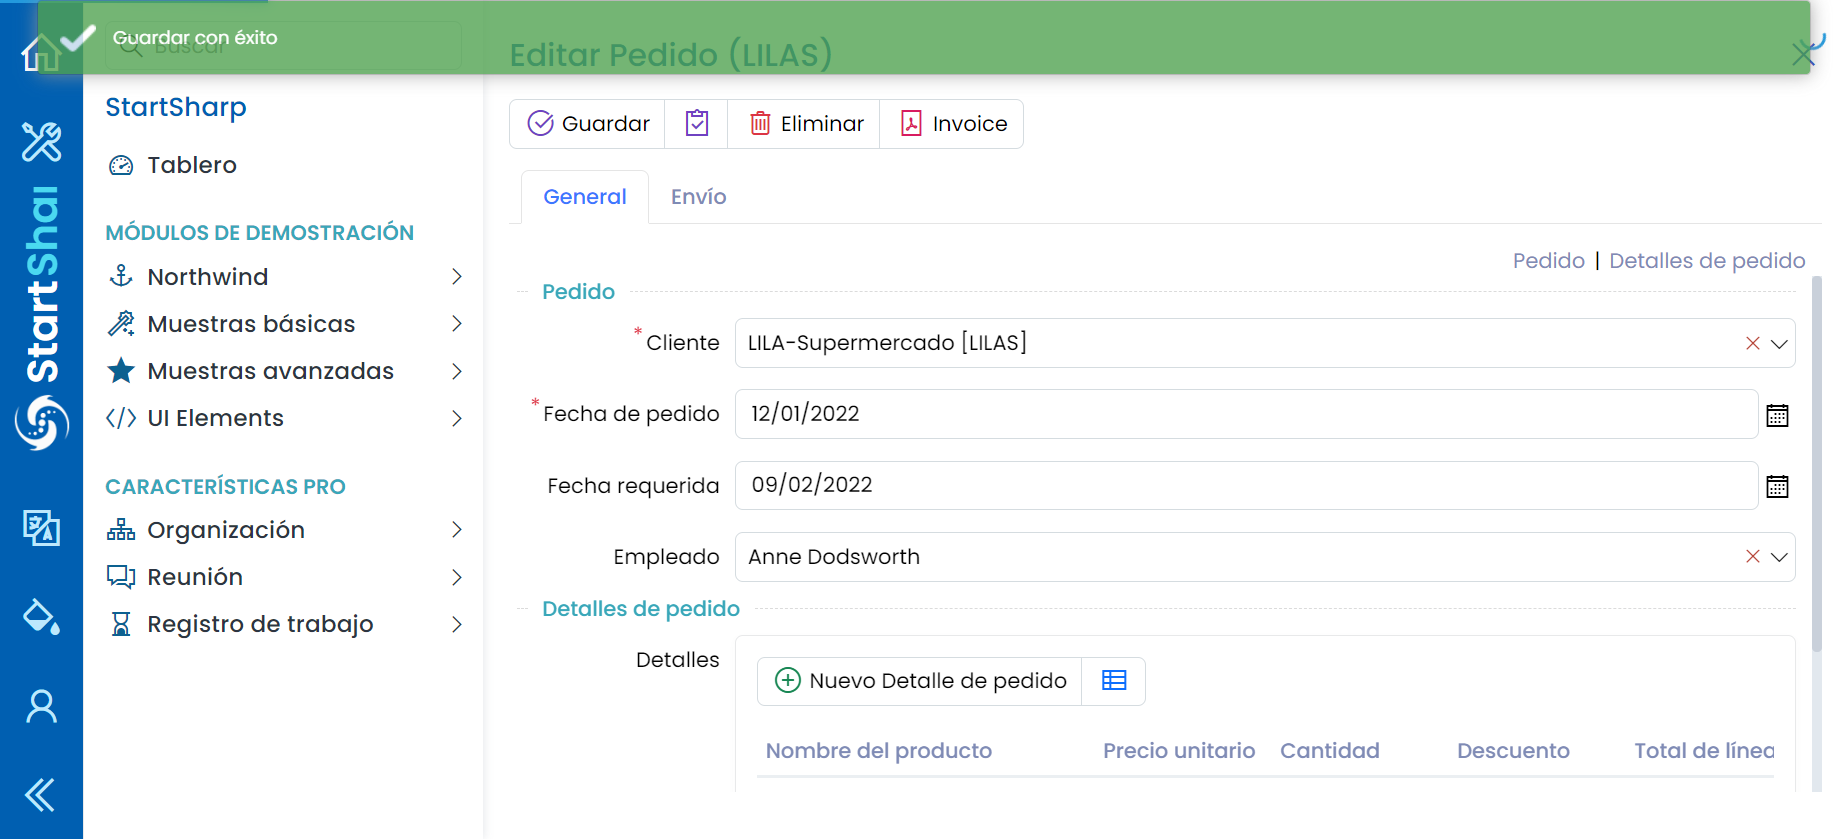 Guardar con éxito
Buscar
StartShar
StartSharp
Tablero
MÓDULOS DE DEMOSTRACIÓN
Northwind
Muestras básicas
Muestras avanzadas
UI Elements
CARACTERÍSTICAS PRO
Organización
Reunión
Registro de trabajo
Editar Pedido (LILAS)
Guardar
Eliminar
Invoice
General
Envío
Pedido | Detalles de pedido
Pedido
* Cliente
LILA-Supermercado [LILAS]
* Fecha de pedido
12/01/2022
Fecha requerida
09/02/2022
Empleado
Anne Dodsworth
Detalles de pedido
Detalles
Nuevo Detalle de pedido
Nombre del producto Precio unitario Cantidad Descuento Total de línea